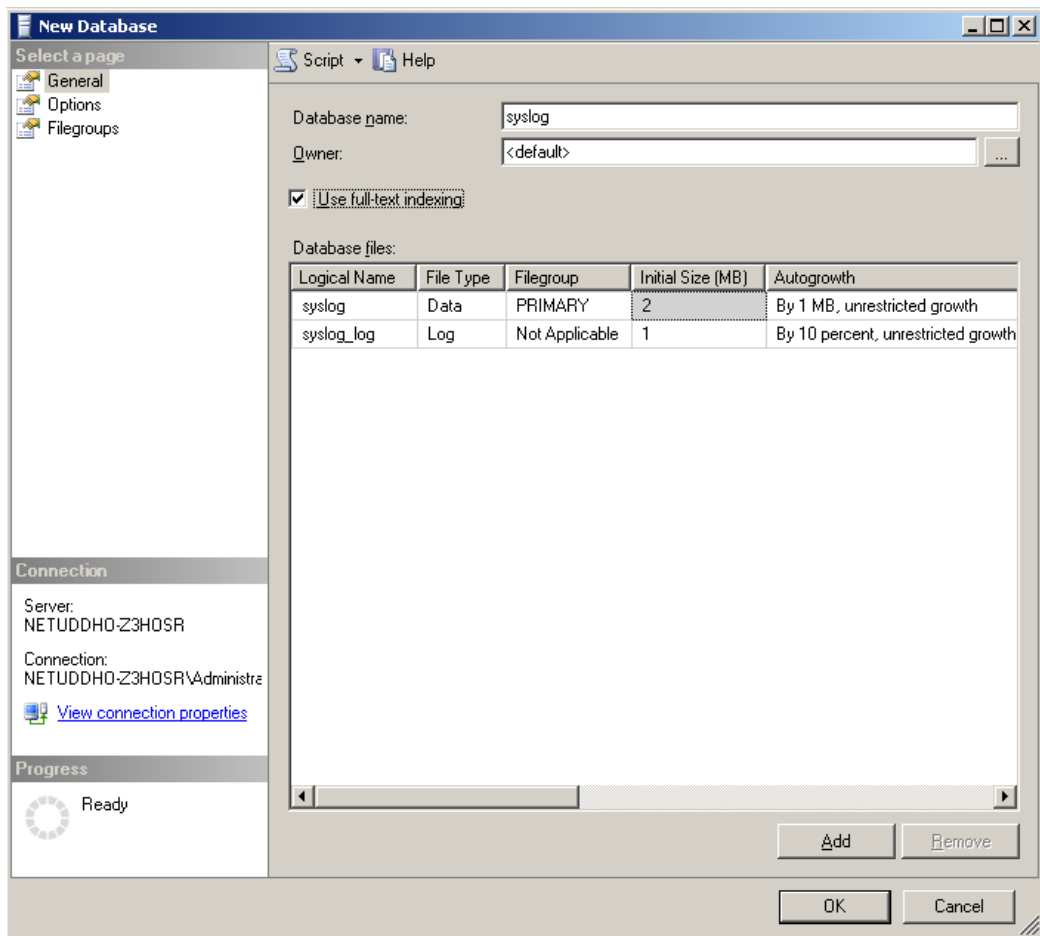 New Database
Select a page
General
Options
Filegroups
Script Help
Database name: syslog
Owner: <default> ...
Use full-text indexing
Database files:
Logical Name File Type Filegroup Initial Size (MB) Autogrowth
syslog Data PRIMARY 2 By 1 MB, unrestricted growth
syslog_log Log Not Applicable 1 By 10 percent, unrestricted growth
Connection
Server:
NETUDDHO-Z3HOSR
Connection:
NETUDDHO-Z3HOSR\Administra
View connection properties
Progress
Ready
Add Remove
OK Cancel